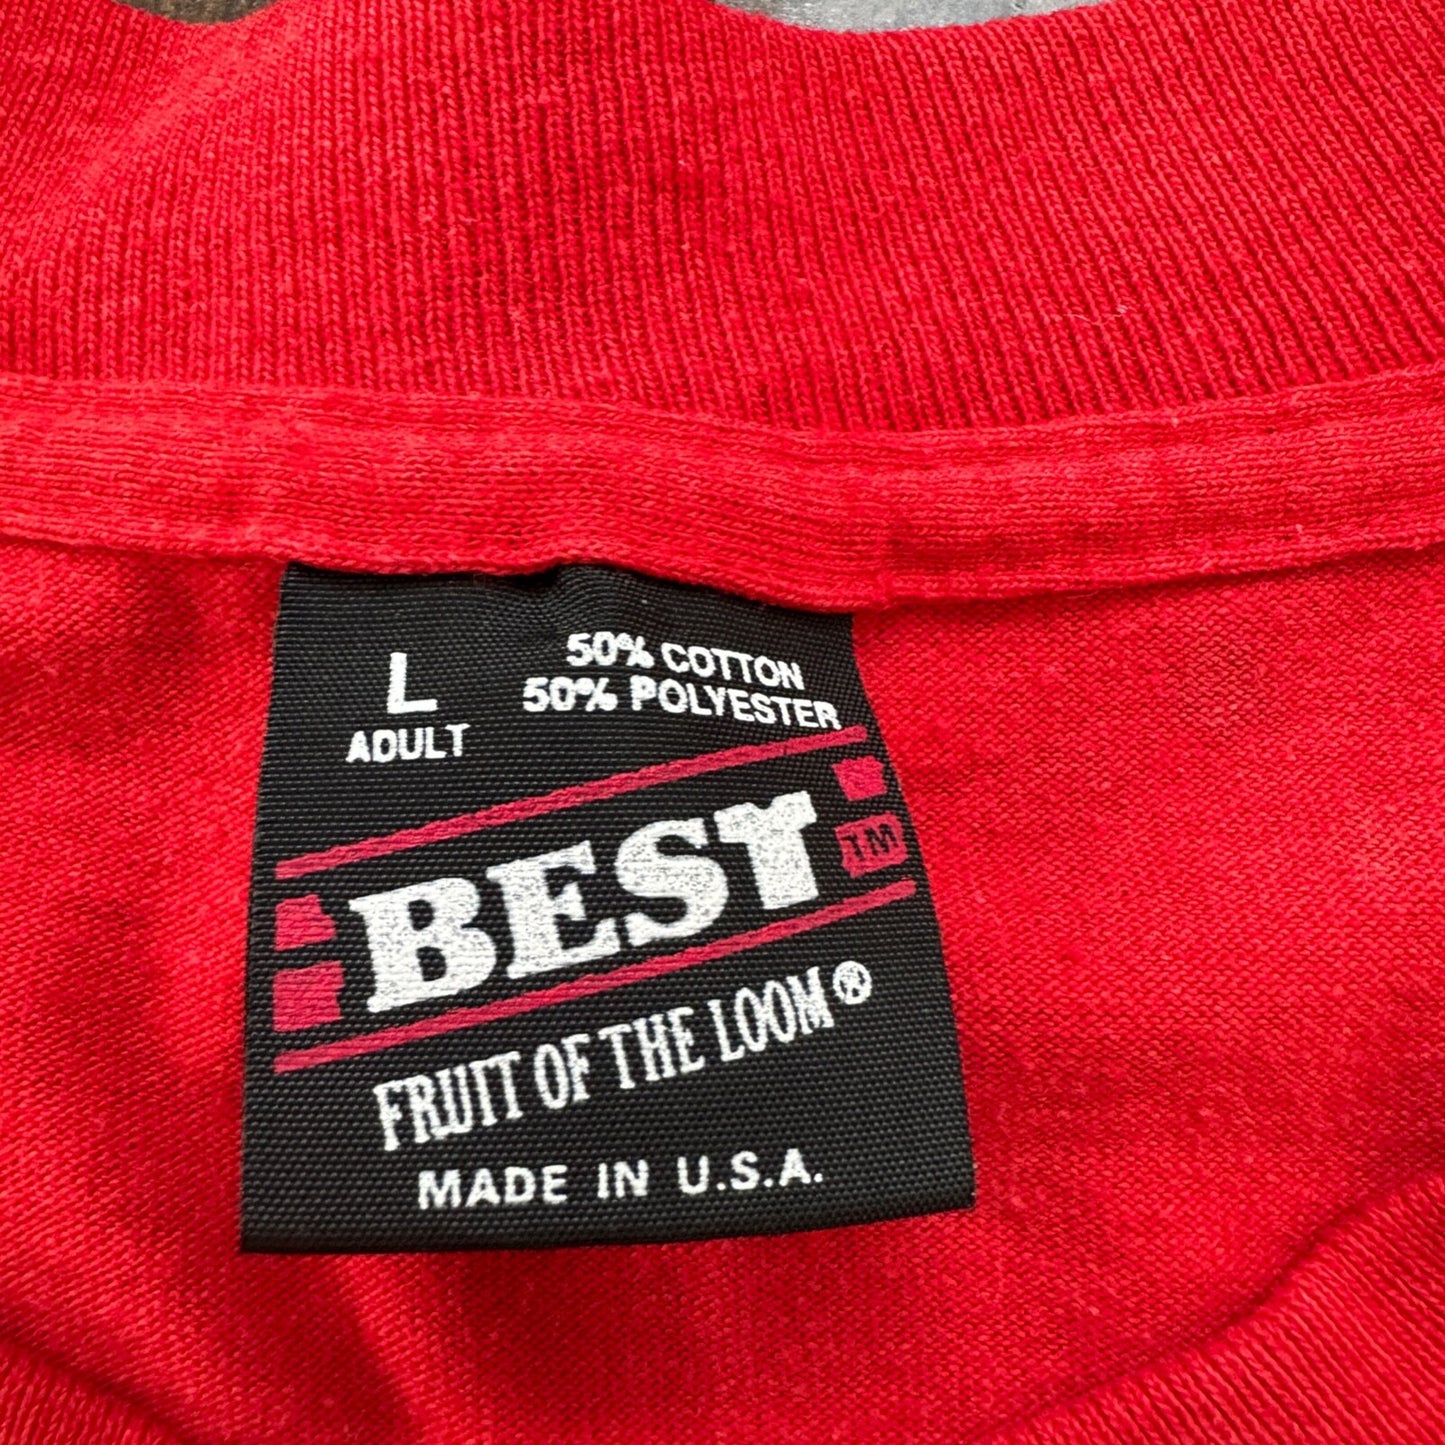 L
ADULT
50% COTTON
50% POLYESTER
BEST TM
FRUIT OF THE LOOM®
MADE IN U.S.A.